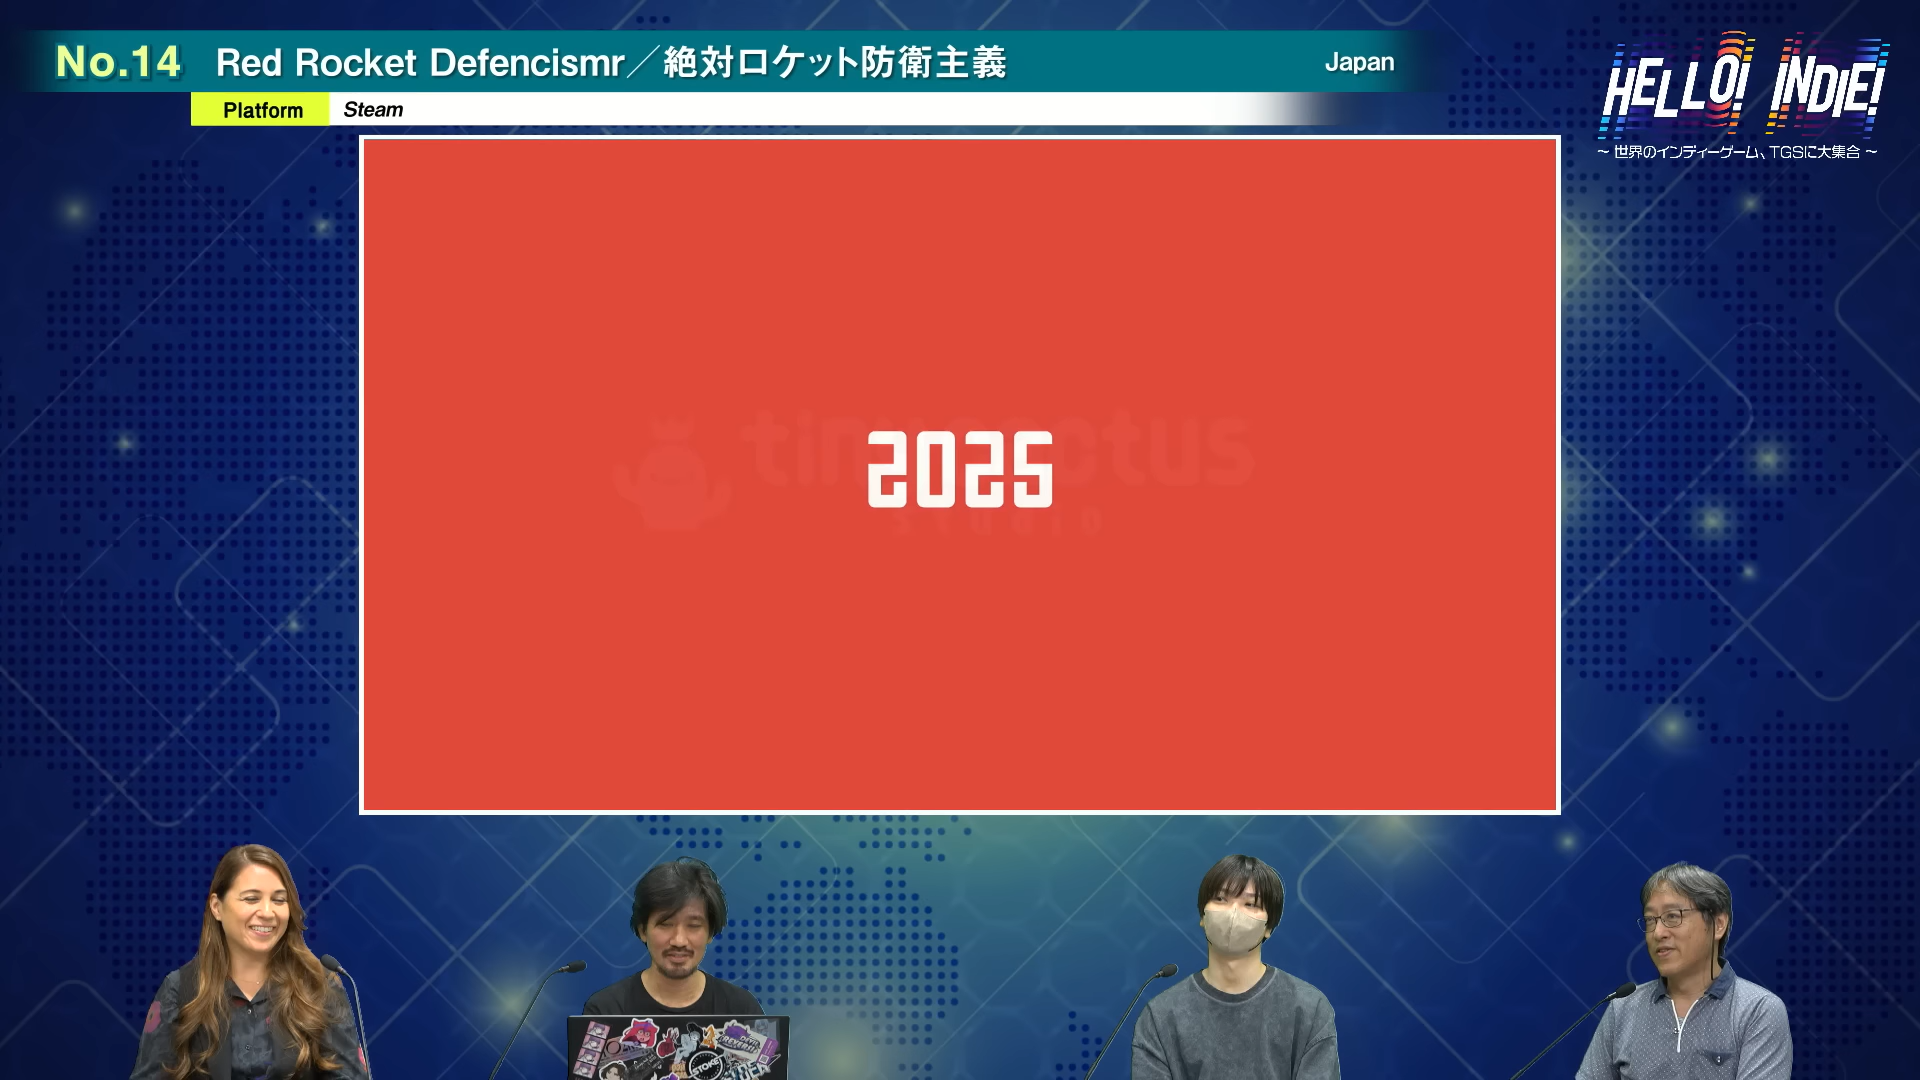 No.14 Red Rocket Defencismr／絶対ロケット防衛主義 Japan
Platform Steam
HELLO! INDIE!
～ 世界のインディーゲーム、TGSに大集合 ～
2025
STUDIO
STOKE